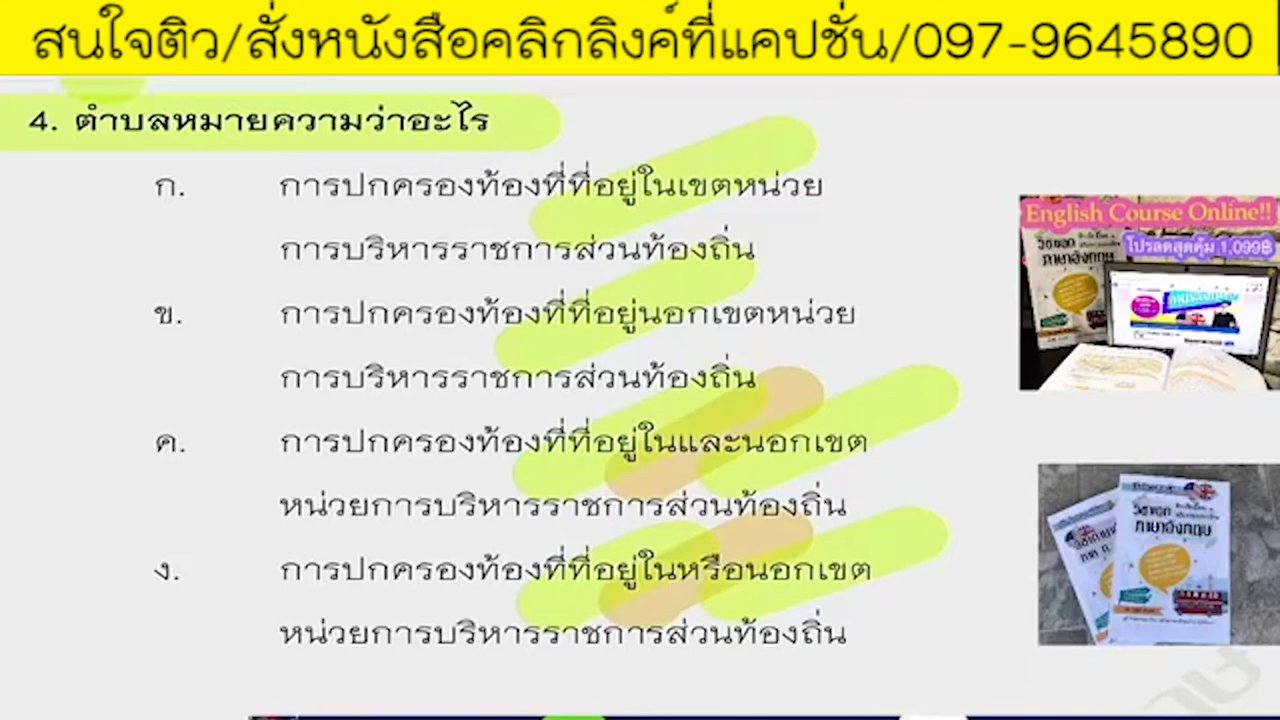 สนใจติว/สั่งหนังสือคลิกลิงค์ที่แคปชั่น/097-9645890
4. ตำบลหมายความว่าอะไร
ก. การปกครองท้องที่ที่อยู่ในเขตหน่วย
การบริหารราชการส่วนท้องถิ่น
ข. การปกครองท้องที่ที่อยู่นอกเขตหน่วย
การบริหารราชการส่วนท้องถิ่น
ค. การปกครองท้องที่ที่อยู่ในและนอกเขต
หน่วยการบริหารราชการส่วนท้องถิ่น
ง. การปกครองท้องที่ที่อยู่ในหรือนอกเขต
หน่วยการบริหารราชการส่วนท้องถิ่น
English Course Online!!
โปรลดสุดคุ้ม 1,099฿
วิชาเอก
ภาษาอังกฤษ
วิชาเอก
ภาษาอังกฤษ